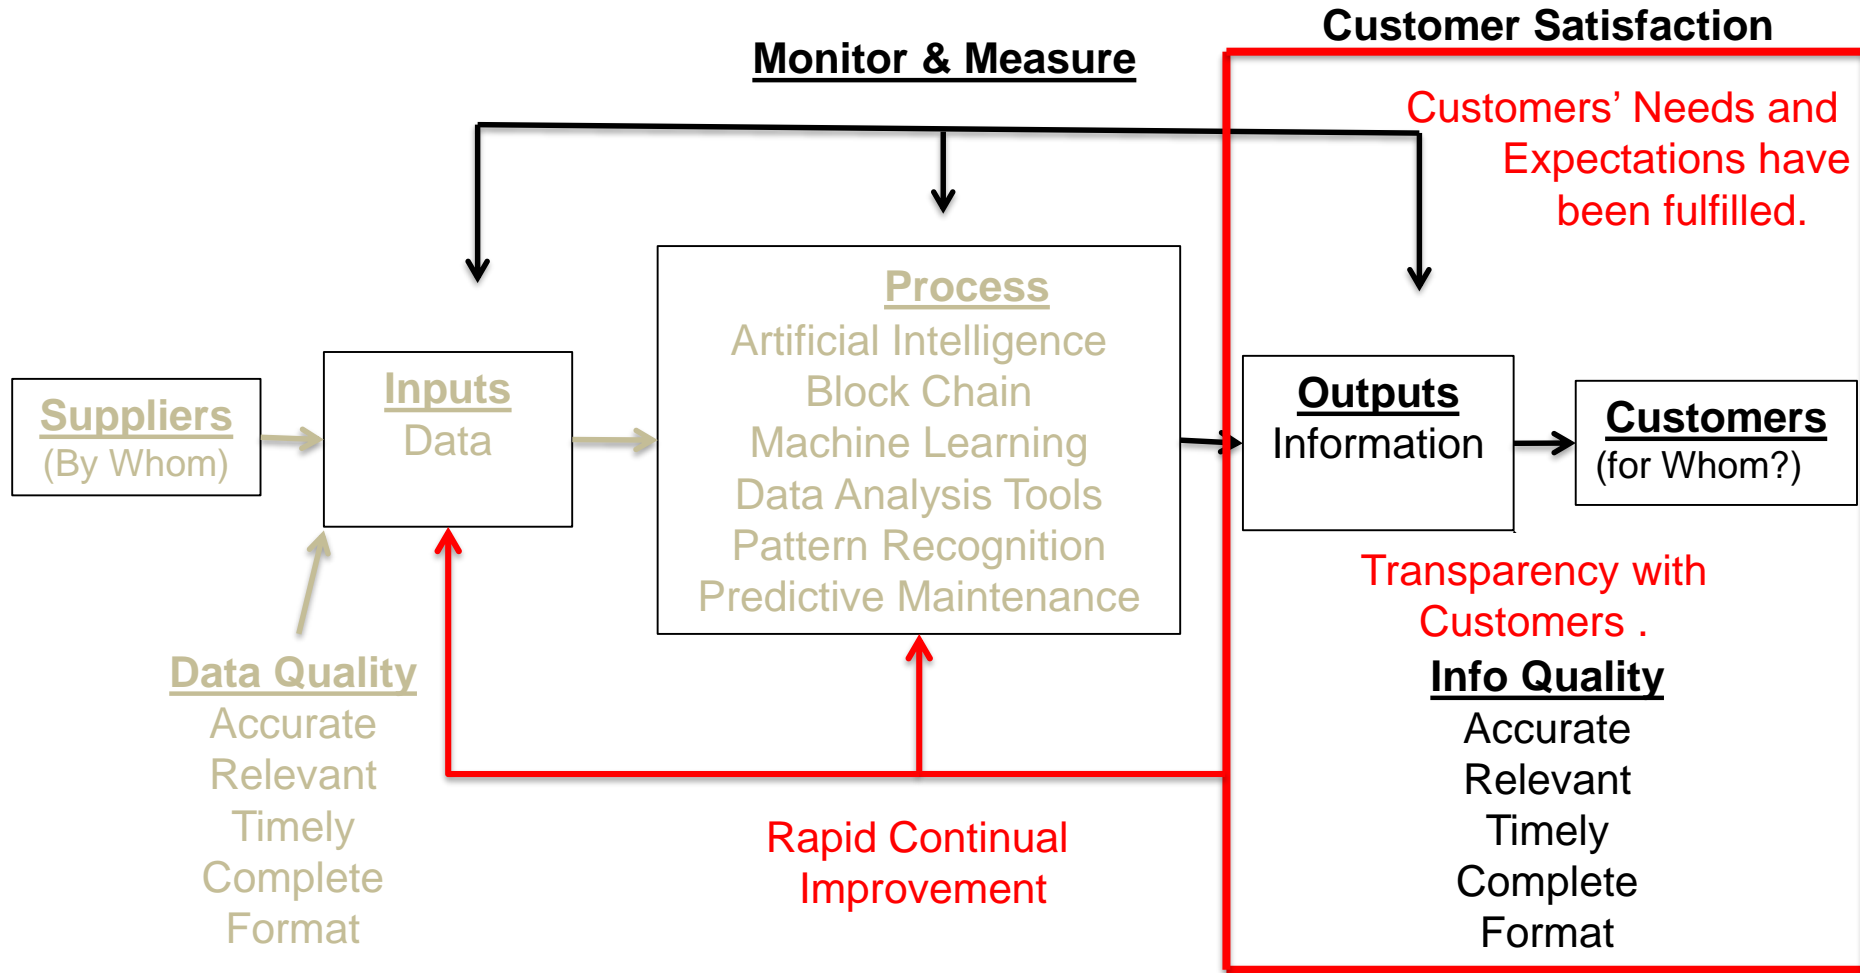 Customer Satisfaction
Monitor & Measure
Customers’ Needs and
Expectations have
been fulfilled.
Suppliers
(By Whom)
Inputs
Data
Process
Artificial Intelligence
Block Chain
Machine Learning
Data Analysis Tools
Pattern Recognition
Predictive Maintenance
Outputs
Information
Customers
(for Whom?)
Transparency with
Customers .
Data Quality
Accurate
Relevant
Timely
Complete
Format
Rapid Continual
Improvement
Info Quality
Accurate
Relevant
Timely
Complete
Format